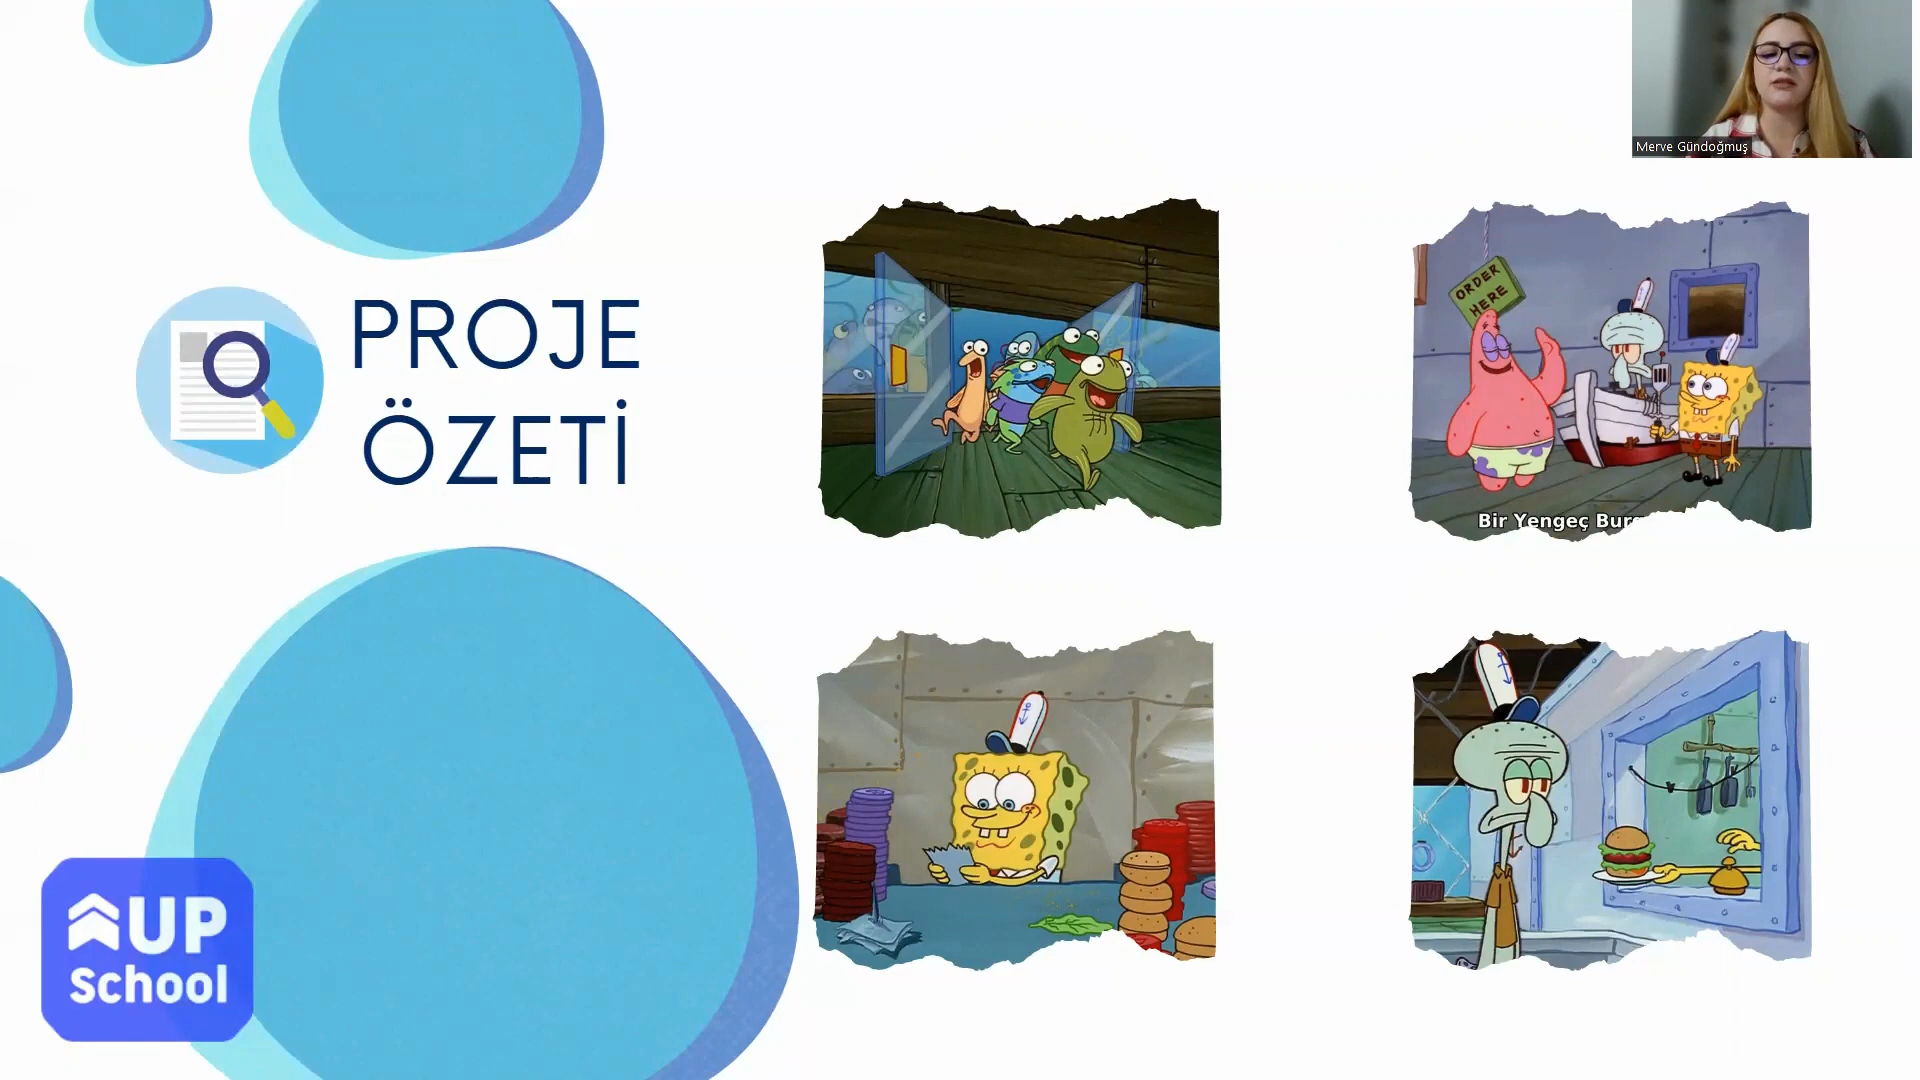 Merve Gündoğmuş
PROJE
ÖZETİ
ORDER
HERE
Bir Yengeç
UP
School